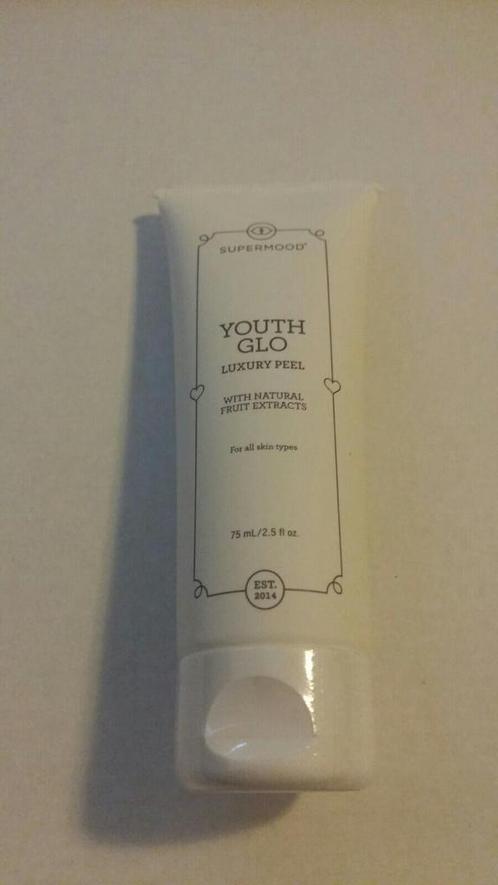 SUPERMOOD®
YOUTH
GLO
LUXURY PEEL
WITH NATURAL
FRUIT EXTRACTS
For all skin types
75 mL/2.5 fl oz.
EST.
2014